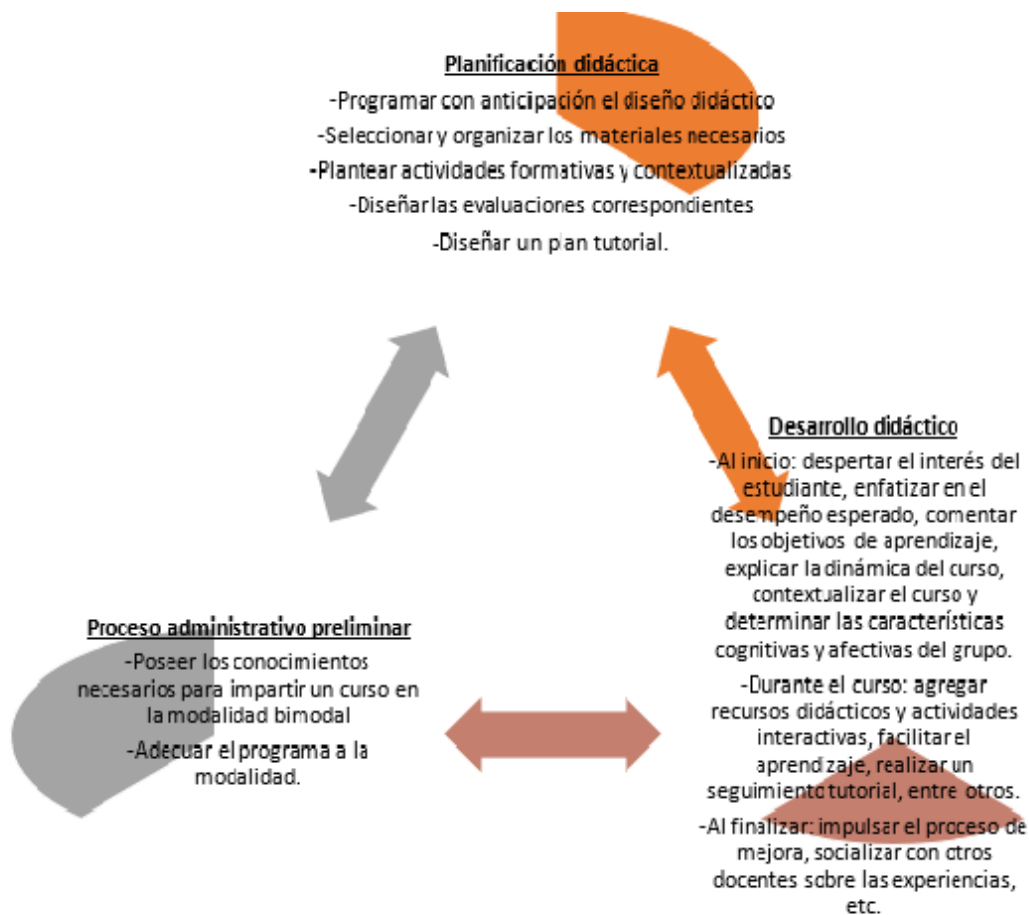 Planificación didáctica
-Programar con anticipación el diseño didáctico
-Seleccionar y organizar los materiales necesarios
-Plantear actividades formativas y contextualizadas
-Diseñar las evaluaciones correspondientes
-Diseñar un plan tutorial.
Desarrollo didáctico
-Al inicio: despertar el interés del
estudiante, enfatizar en el
desempeño esperado, comentar
los objetivos de aprendizaje,
explicar la dinámica del curso,
contextualizar el curso y
determinar las características
cognitivas y afectivas del grupo.
-Durante el curso: agregar
recursos didácticos y actividades
interactivas, facilitar el
aprendizaje, realizar un
seguimiento tutorial, entre otros.
-Al finalizar: impulsar el proceso de
mejora, socializar con otros
docentes sobre las experiencias,
etc.
Proceso administrativo preliminar
-Poseer los conocimientos
necesarios para impartir un curso en
la modalidad bimodal
-Adecuar el programa a la
modalidad.